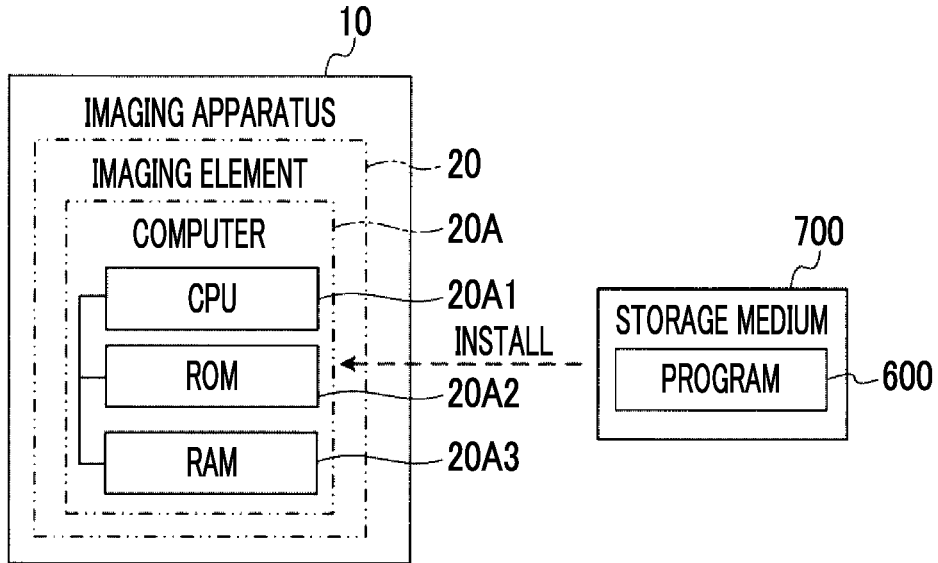 10
IMAGING APPARATUS
IMAGING ELEMENT
20
COMPUTER
20A
CPU
20A1
ROM
20A2
RAM
20A3
INSTALL
700
STORAGE MEDIUM
PROGRAM
600